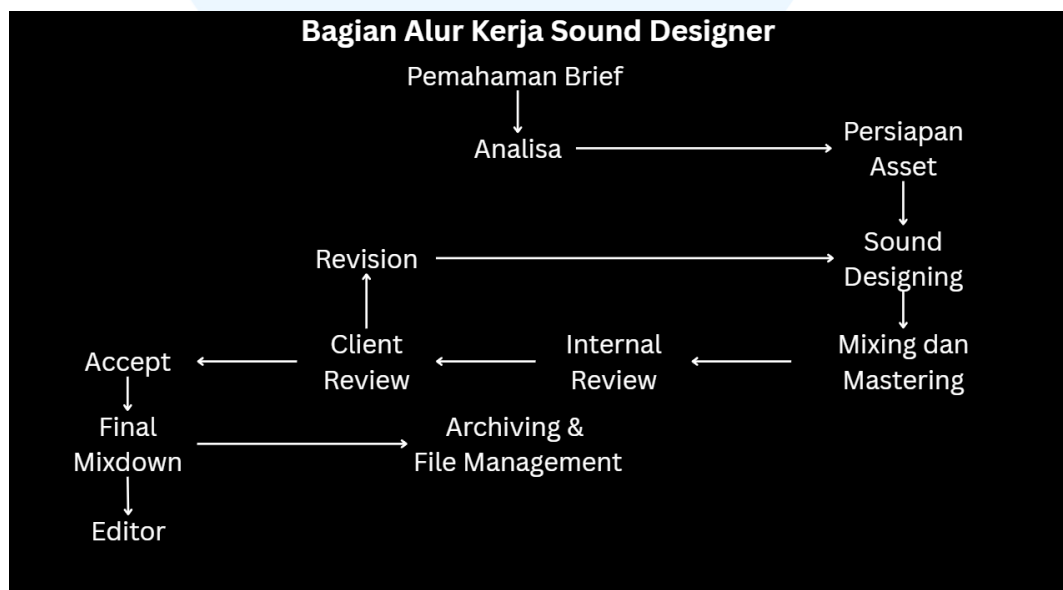 Bagian Alur Kerja Sound Designer
Pemahaman Brief
Analisa
Persiapan
Asset
Sound
Designing
Revision
Mixing dan
Mastering
Internal
Review
Client
Review
Accept
Final
Mixdown
Archiving &
File Management
Editor